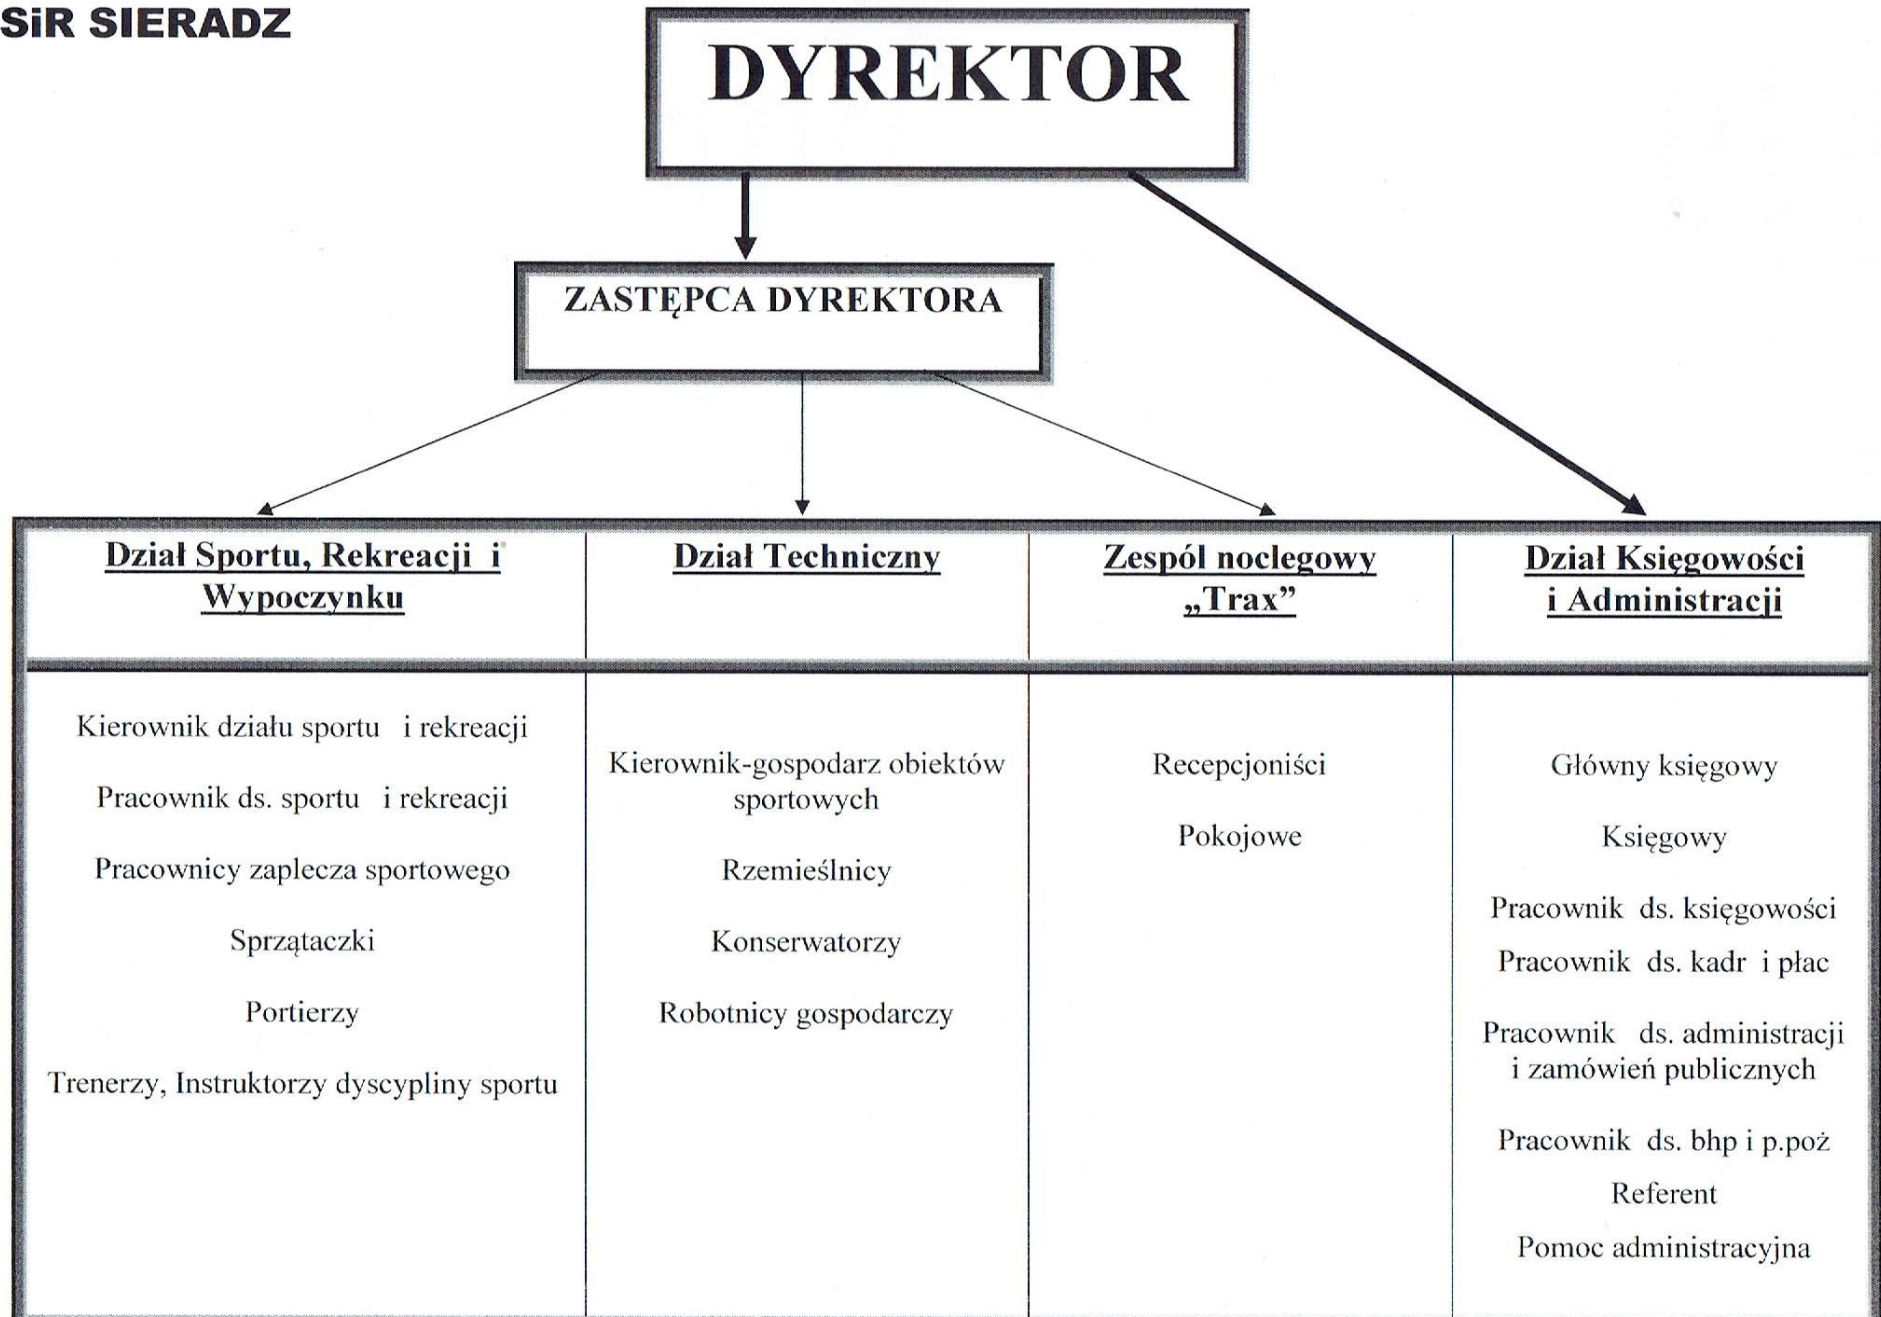 SiR SIERADZ
DYREKTOR
ZASTĘPCA DYREKTORA
Dział Sportu, Rekreacji i
Wypoczynku
Dział Techniczny
Zespól noclegowy
„Trax”
Dział Księgowości
i Administracji
Kierownik działu sportu i rekreacji
Pracownik ds. sportu i rekreacji
Pracownicy zaplecza sportowego
Sprzątaczki
Portierzy
Trenerzy, Instruktorzy dyscypliny sportu
Kierownik-gospodarz obiektów
sportowych
Rzemieślnicy
Konserwatorzy
Robotnicy gospodarczy
Recepcjoniści
Pokojowe
Główny księgowy
Księgowy
Pracownik ds. księgowości
Pracownik ds. kadr i płac
Pracownik ds. administracji
i zamówień publicznych
Pracownik ds. bhp i p.poż
Referent
Pomoc administracyjna